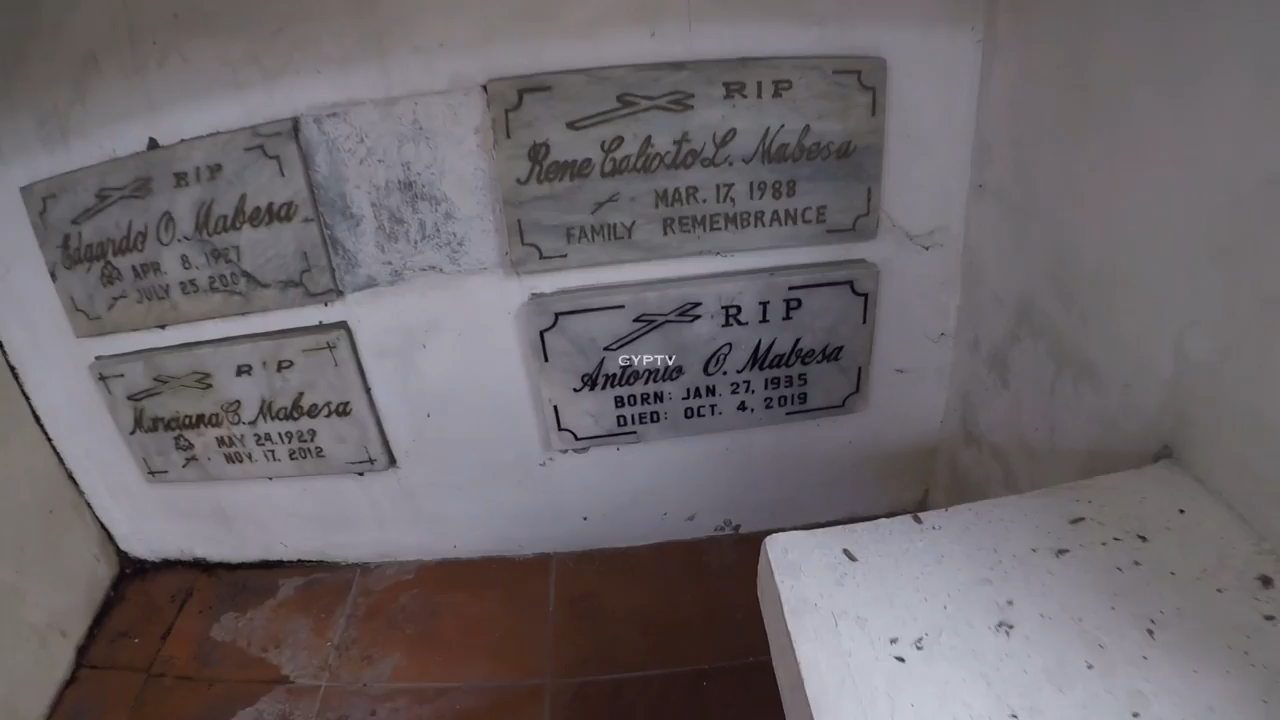 RIP
Edgardo O. Mabesa
APR. 8, 1927
JULY 25, 200
RIP
Rene Calixto L. Mabesa
MAR. 17, 1988
FAMILY REMEMBRANCE
RIP
Marciana C. Mabesa
MAY 24, 1929
NOV. 17, 2012
RIP
Antonio O. Mabesa
BORN: JAN. 27, 1935
DIED: OCT. 4, 2019
GYPTV